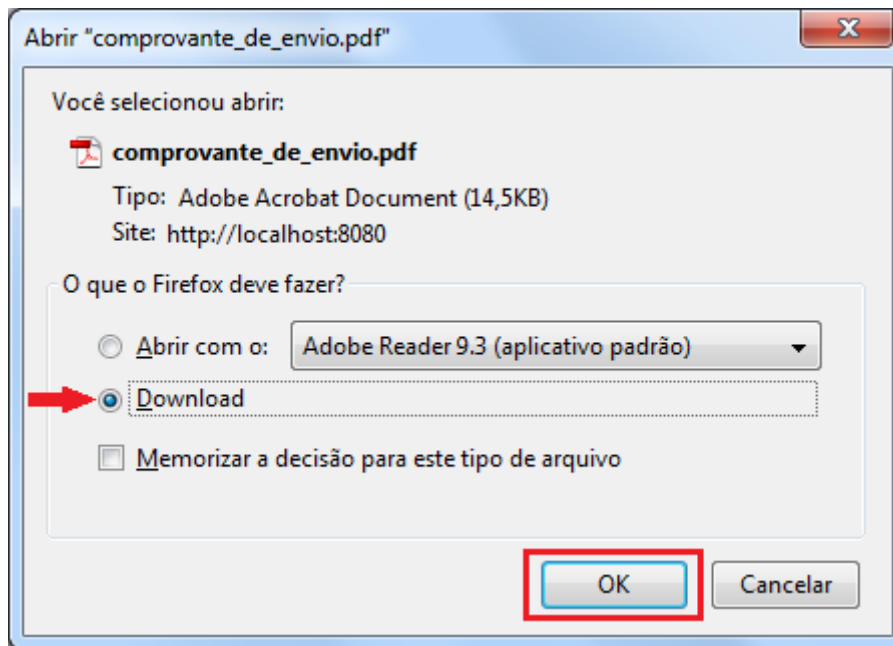 Abrir "comprovante_de_envio.pdf"
Você selecionou abrir:
comprovante_de_envio.pdf
Tipo: Adobe Acrobat Document (14,5KB)
Site: http://localhost:8080
O que o Firefox deve fazer?
Abrir com o: Adobe Reader 9.3 (aplicativo padrão)
Download
Memorizar a decisão para este tipo de arquivo
OK Cancelar